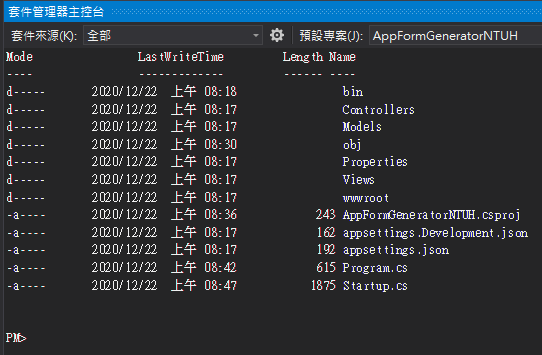 套件管理器主控台
套件來源(K): 全部 預設專案(J): AppFormGeneratorNTUH
Mode LastWriteTime Length Name
---- ------------- ------ ----
d----- 2020/12/22 上午 08:18 bin
d----- 2020/12/22 上午 08:17 Controllers
d----- 2020/12/22 上午 08:17 Models
d----- 2020/12/22 上午 08:30 obj
d----- 2020/12/22 上午 08:17 Properties
d----- 2020/12/22 上午 08:17 Views
d----- 2020/12/22 上午 08:17 wwwroot
-a---- 2020/12/22 上午 08:36 243 AppFormGeneratorNTUH.csproj
-a---- 2020/12/22 上午 08:17 162 appsettings.Development.json
-a---- 2020/12/22 上午 08:17 192 appsettings.json
-a---- 2020/12/22 上午 08:42 615 Program.cs
-a---- 2020/12/22 上午 08:47 1875 Startup.cs
PM>